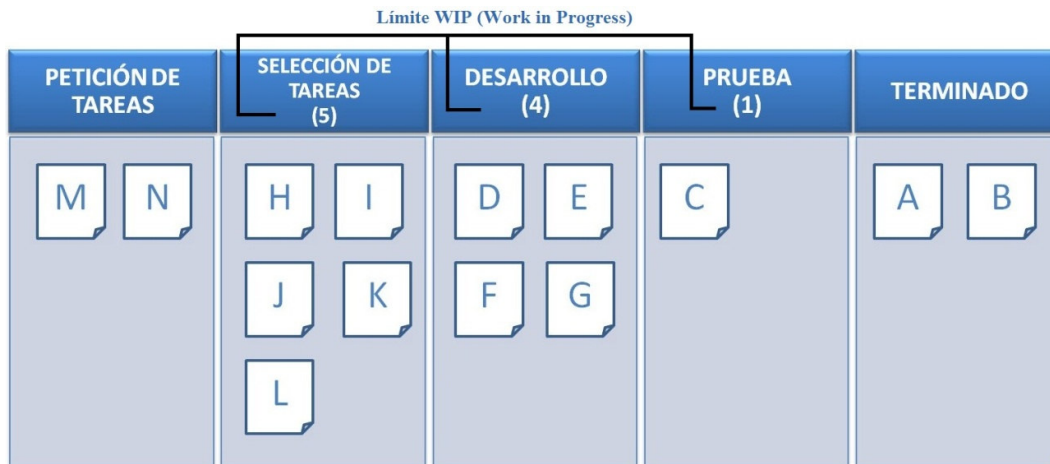 Límite WIP (Work in Progress)
PETICIÓN DE
TAREAS
SELECCIÓN DE
TAREAS
(5)
DESARROLLO
(4)
PRUEBA
(1)
TERMINADO
M N
H I
J K
L
D E
F G
C
A B